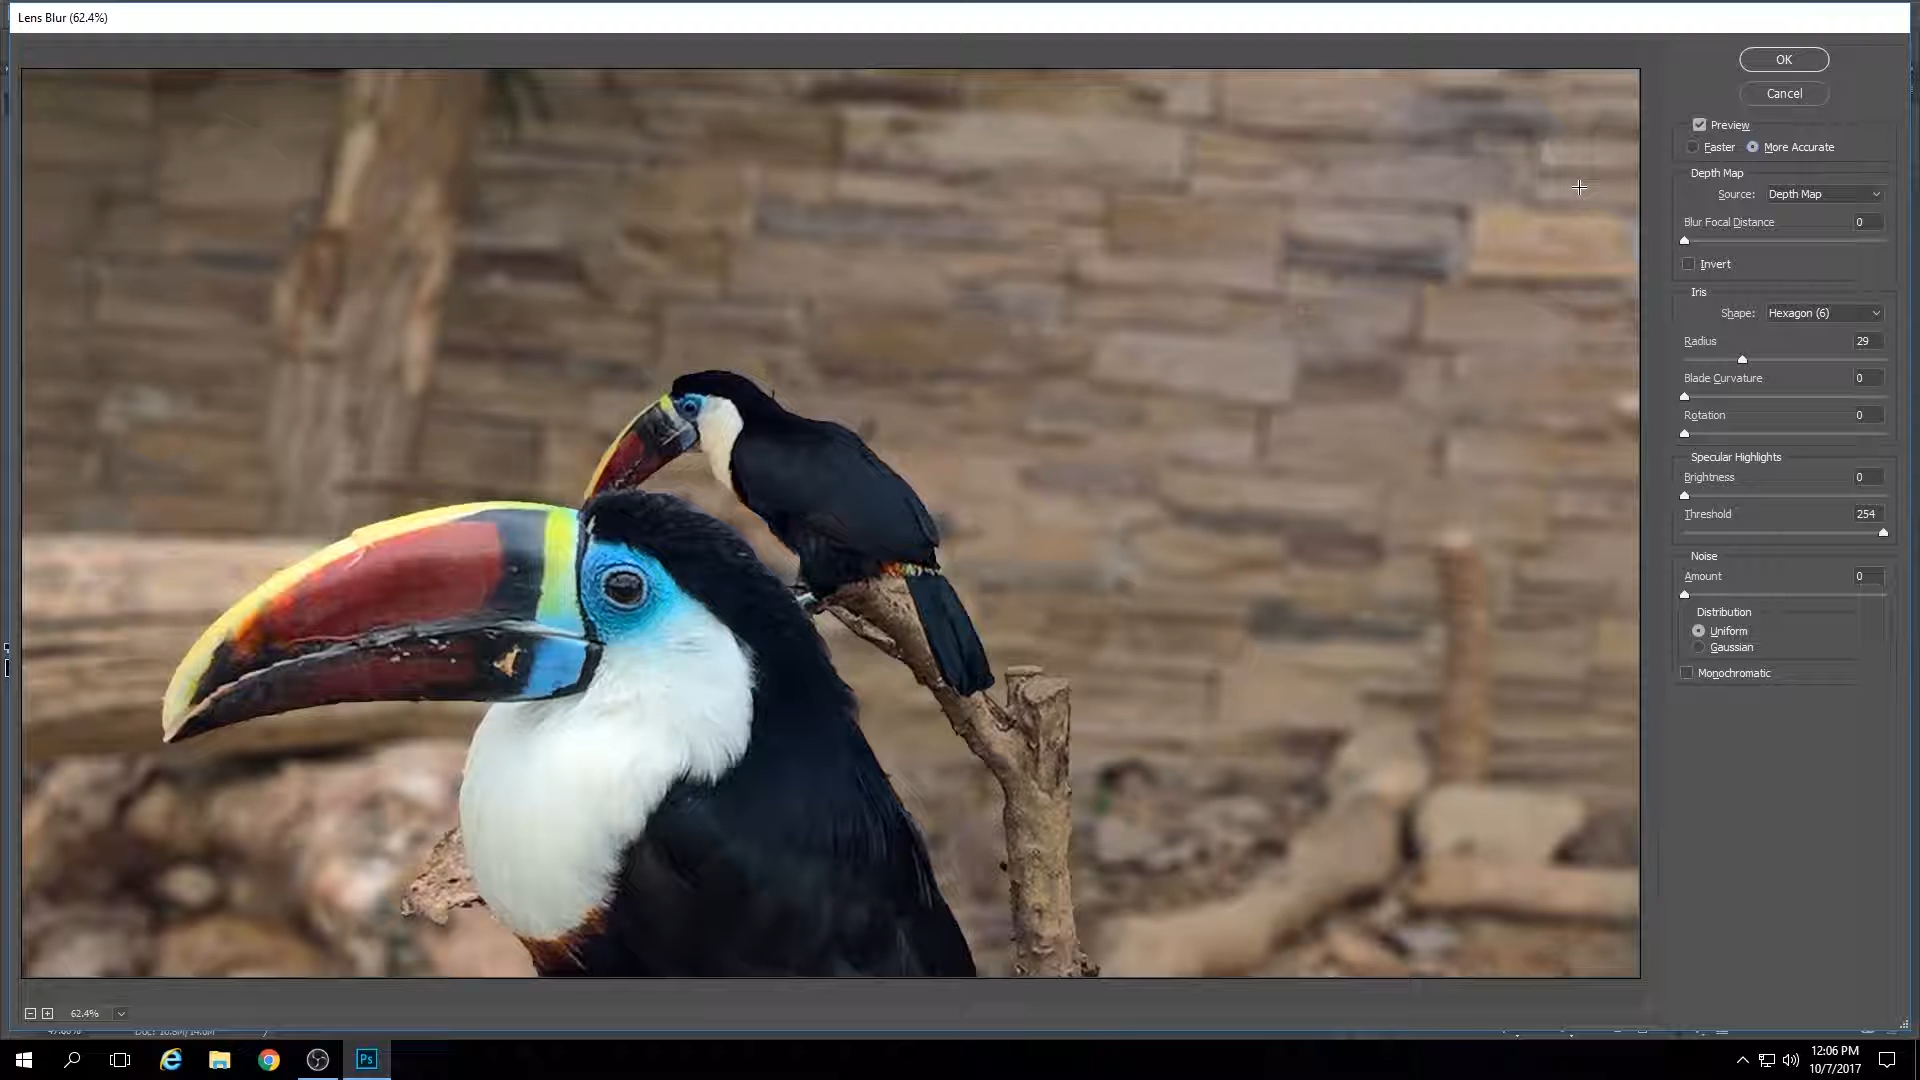 Lens Blur (62.4%)
OK
Cancel
Preview
Faster More Accurate
Depth Map
Source: Depth Map
Blur Focal Distance 0
Invert
Iris
Shape: Hexagon (6)
Radius 29
Blade Curvature 0
Rotation 0
Specular Highlights
Brightness 0
Threshold 254
Noise
Amount 0
Distribution
Uniform
Gaussian
Monochromatic
62.4%
Ps
12:06 PM
10/7/2017